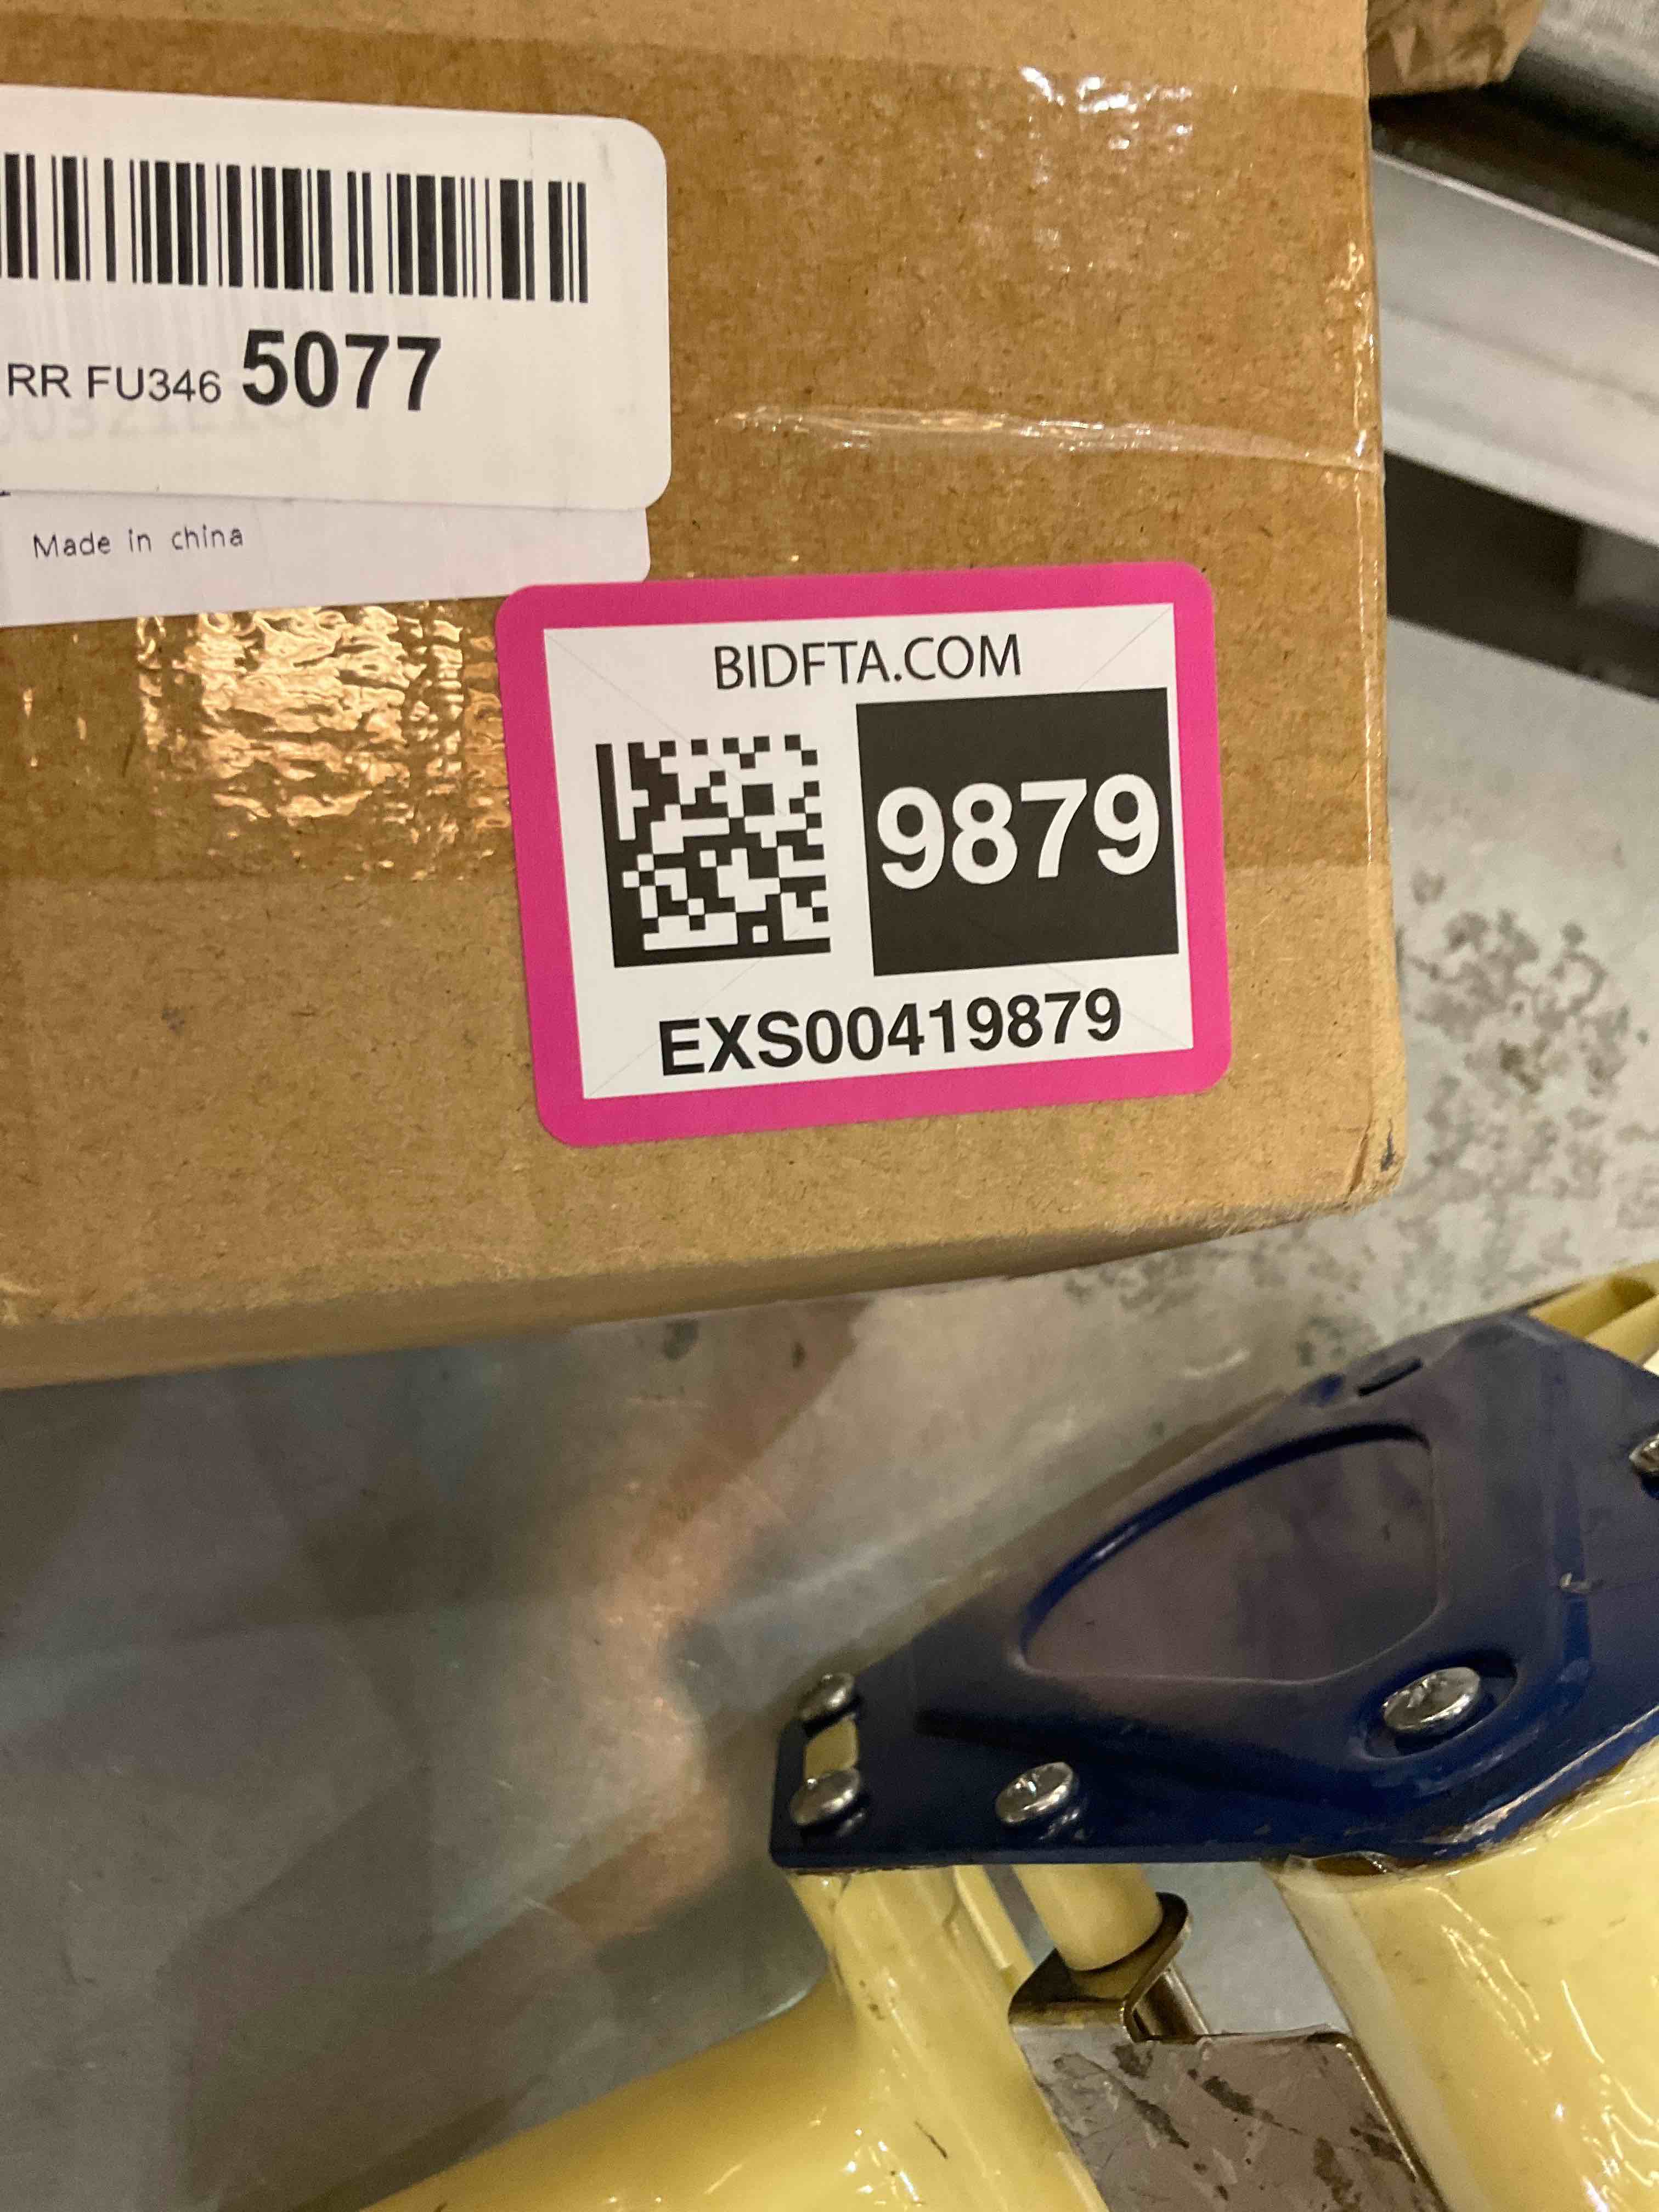 RR FU346 5077
Made in china
BIDFTA.COM
9879
EXS00419879